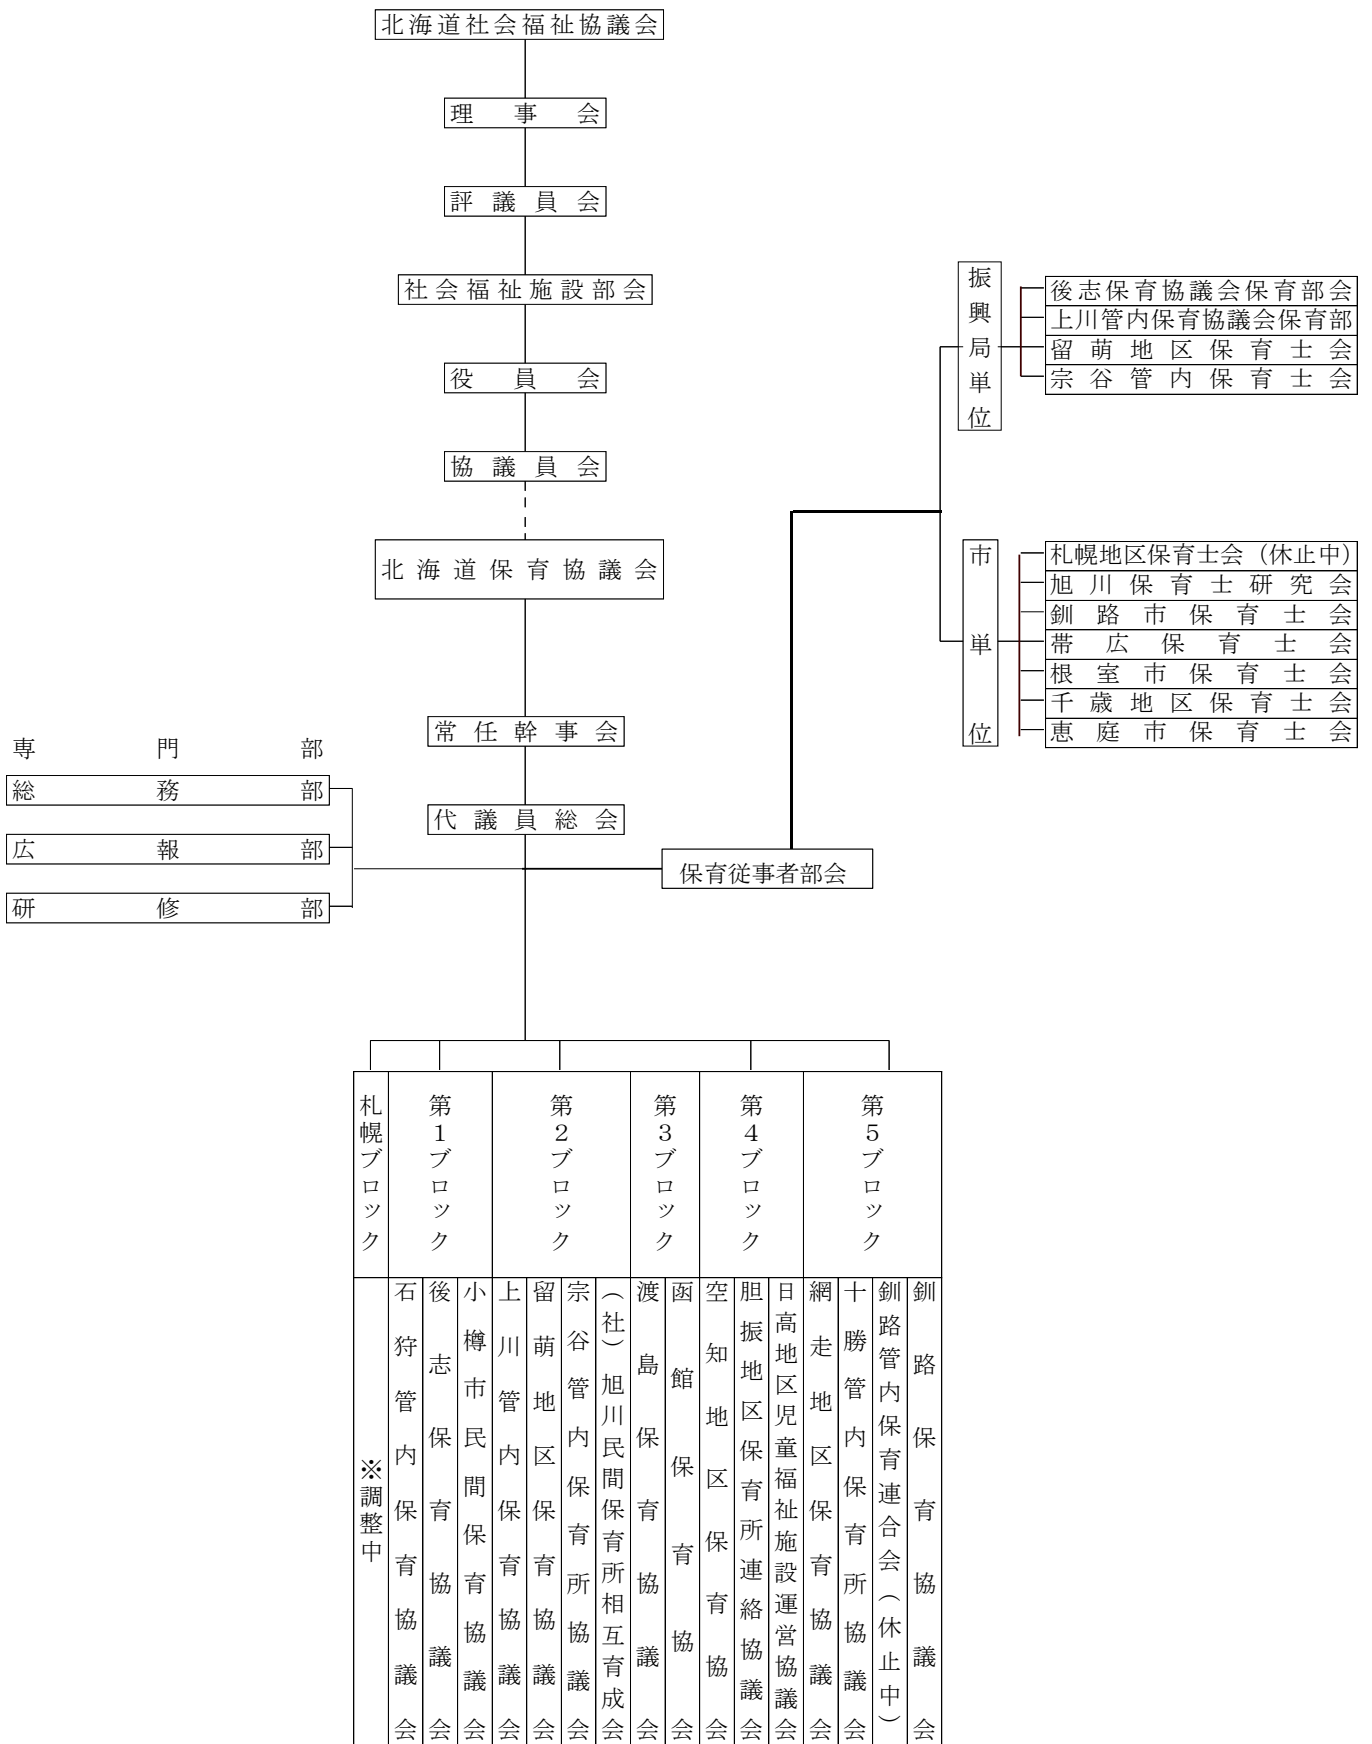 北海道社会福祉協議会
理事会
評議員会
社会福祉施設部会
役員会
協議員会
北海道保育協議会
常任幹事会
代議員総会
専門部
総務部
広報部
研修部
保育従事者部会
振興局単位
後志保育協議会保育部会
上川管内保育協議会保育部
留萌地区保育士会
宗谷管内保育士会
市単位
札幌地区保育士会（休止中）
旭川保育士研究会
釧路市保育士会
帯広保育士会
根室市保育士会
千歳地区保育士会
恵庭市保育士会
札幌ブロック
※調整中
第１ブロック
石狩管内保育協議会
後志保育協議会
小樽市民間保育協議会
第２ブロック
上川管内保育協議会
留萌地区保育協議会
宗谷管内保育所協議会
（社）旭川民間保育所相互育成会
第３ブロック
渡島保育協議会
函館保育協会
第４ブロック
空知地区保育協会
胆振地区保育所連絡協議会
日高地区児童福祉施設運営協議会
第５ブロック
網走地区保育協議会
十勝管内保育所協議会
釧路管内保育連合会（休止中）
釧路保育協議会